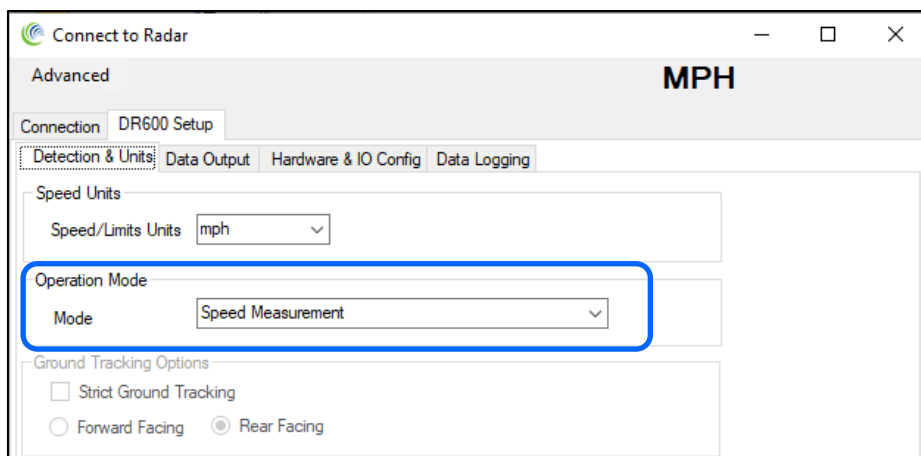 Connect to Radar
Advanced
MPH
Connection DR600 Setup
Detection & Units Data Output Hardware & IO Config Data Logging
Speed Units
Speed/Limits Units mph
Operation Mode
Mode Speed Measurement
Ground Tracking Options
Strict Ground Tracking
Forward Facing Rear Facing